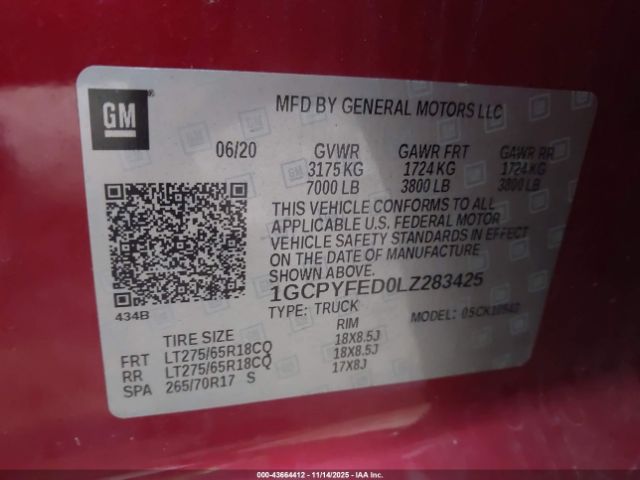 GM
MFD BY GENERAL MOTORS LLC
06/20 GVWR GAWR FRT GAWR RR
3175 KG 1724 KG 1724 KG
7000 LB 3800 LB 3800 LB
THIS VEHICLE CONFORMS TO ALL
APPLICABLE U.S. FEDERAL MOTOR
VEHICLE SAFETY STANDARDS IN EFFECT
ON THE DATE OF MANUFACTURE
SHOWN ABOVE.
1GCPYFED0LZ283425
434B TYPE: TRUCK MODEL:
TIRE SIZE RIM
FRT LT275/65R18CQ 18X8.5J
RR LT275/65R18CQ 18X8.5J
SPA 265/70R17 S 17X8J
000-43664412 - 11/14/2025 - IAA, Inc.